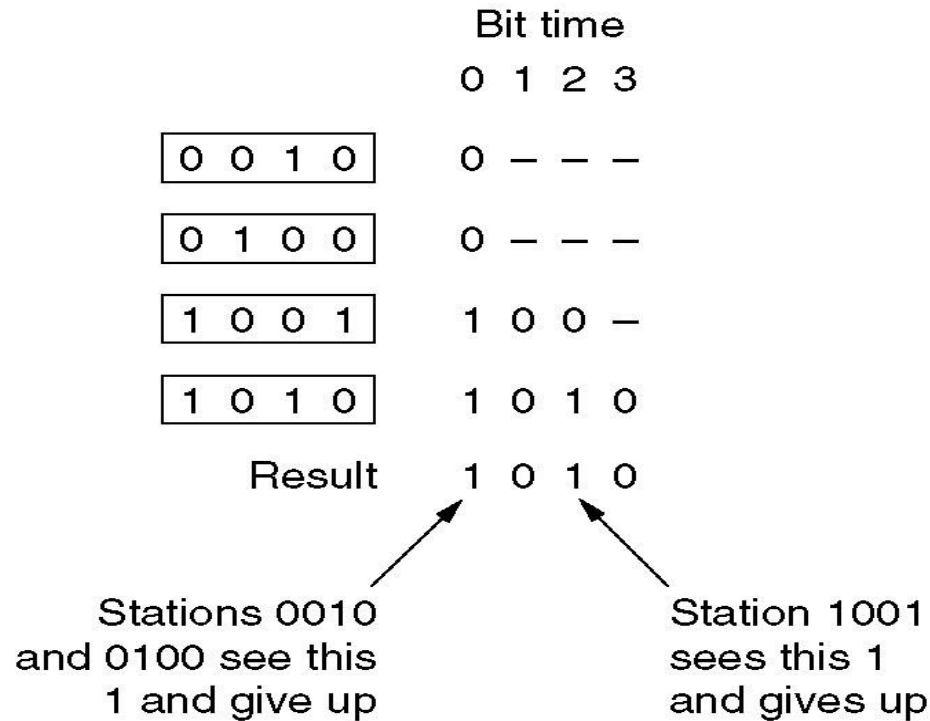 Bit time
0 1 2 3
0 0 1 0 0 – – –
0 1 0 0 0 – – –
1 0 0 1 1 0 0 –
1 0 1 0 1 0 1 0
Result 1 0 1 0
Stations 0010
and 0100 see this
1 and give up
Station 1001
sees this 1
and gives up